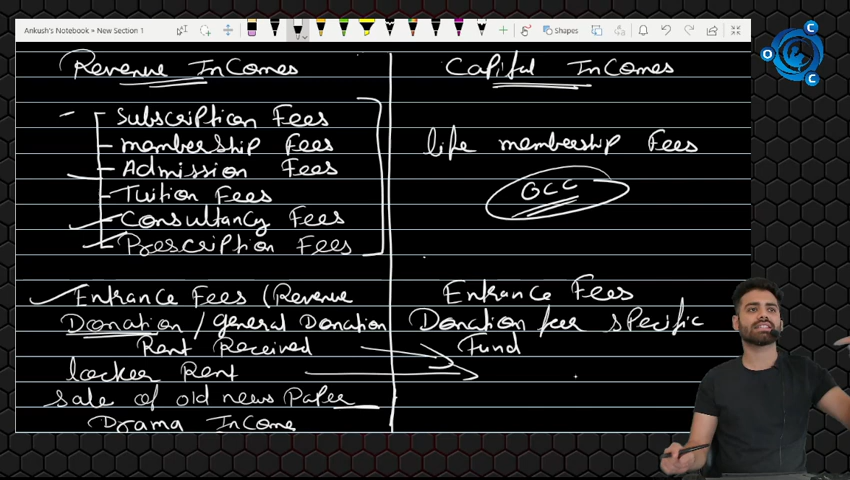 Ankush's Notebook » New Section 1
Shapes
O C C
Revenue InComes
Subscription Fees
membership Fees
Admission Fees
Tuition Fees
Consultancy Fees
Prescription Fees
Entrance Fees (Revenue
Donation / general Donation
Rent Received
locker Rent
sale of old news Paper
Drama InCome
Capital InComes
life membership Fees
OCC
Entrance Fees
Donation for specific
Fund